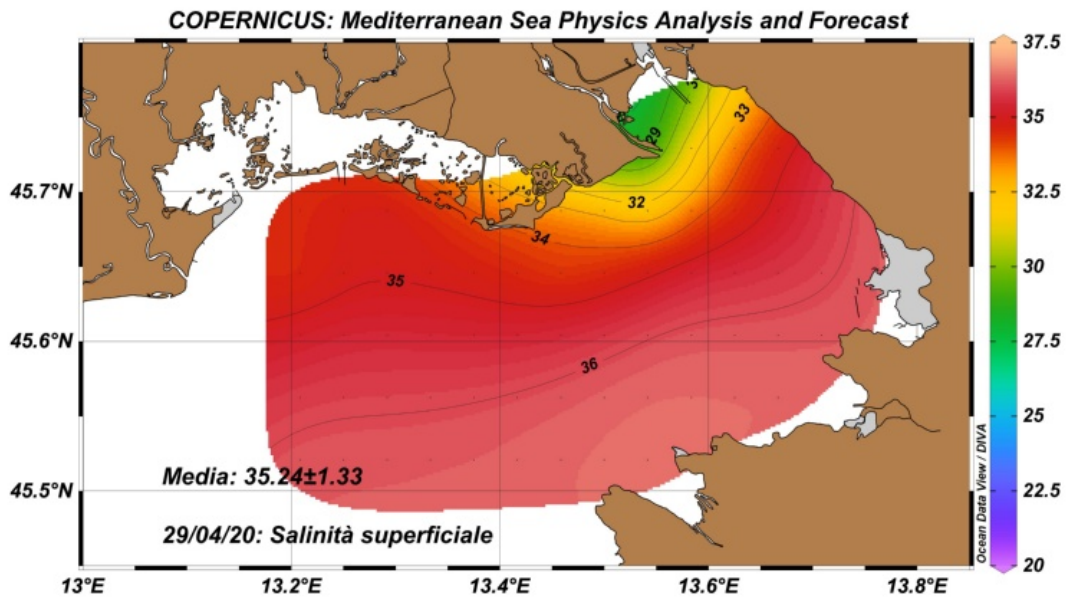 COPERNICUS: Mediterranean Sea Physics Analysis and Forecast
37.5
35
32.5
30
27.5
25
22.5
20
Ocean Data View / DIVA
45.7°N
45.6°N
45.5°N
29
33
32
34
35
36
Media: 35.24±1.33
29/04/20: Salinità superficiale
13°E
13.2°E
13.4°E
13.6°E
13.8°E